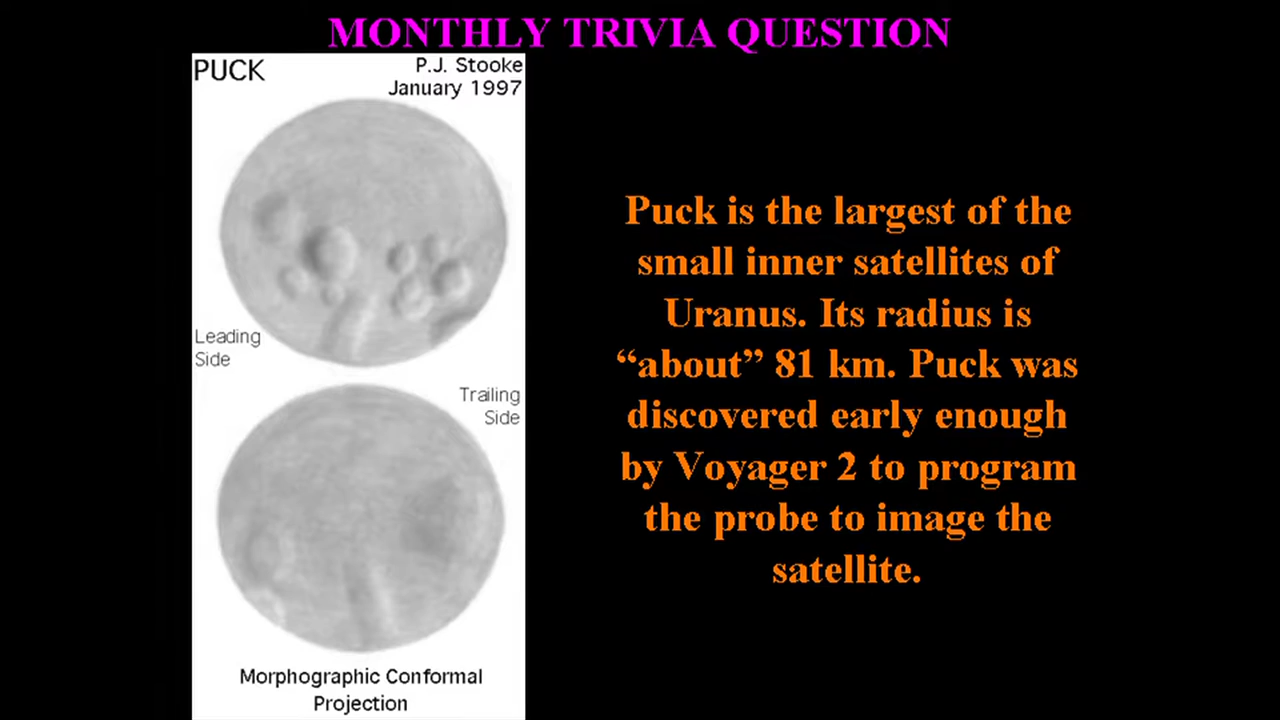 MONTHLY TRIVIA QUESTION
PUCK
P.J. Stooke
January 1997
Leading
Side
Trailing
Side
Morphographic Conformal
Projection
Puck is the largest of the
small inner satellites of
Uranus. Its radius is
“about” 81 km. Puck was
discovered early enough
by Voyager 2 to program
the probe to image the
satellite.